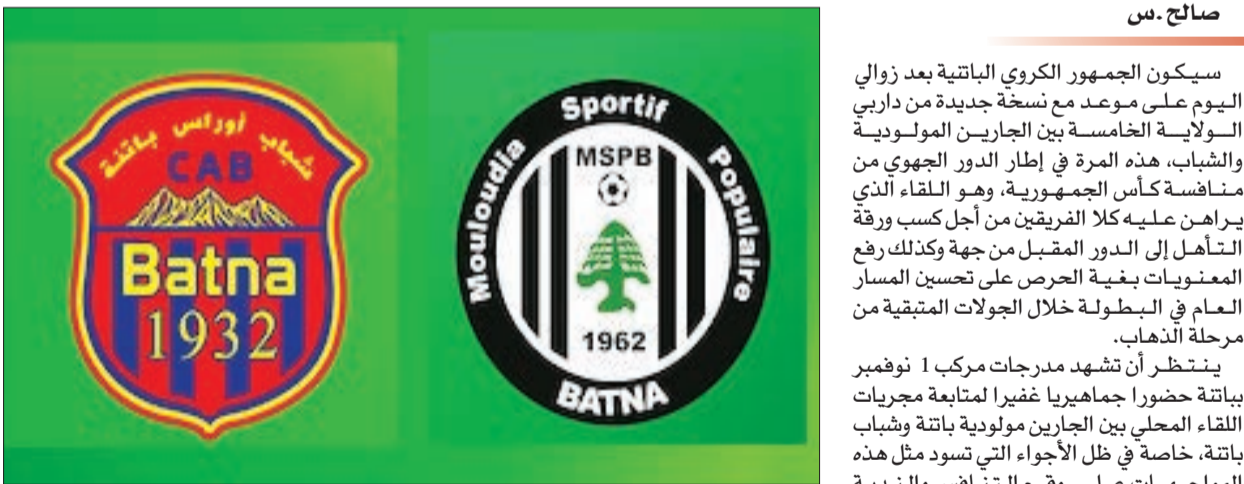 صالح.س
سيكون الجمهور الكروي الباتنية بعد زوالي
اليوم على موعد مع نسخة جديدة من داربي
الولاية الخامسة بين الجارين المولودية
والشباب، هذه المرة في إطار الدور الجهوي من
منافسة كأس الجمهورية، وهو اللقاء الذي
يراهن عليه كلا الفريقين من أجل كسب ورقة
التأهل إلى الدور المقبل من جهة وكذلك رفع
المعنويات بغية الحرص على تحسين المسار
العام في البطولة خلال الجولات المتبقية من
مرحلة الذهاب.
ينتظر أن تشهد مدرجات مركب 1 نوفمبر
بباتنة حضورا جماهيريا غفيرا لمتابعة مجريات
اللقاء المحلي بين الجارين مولودية باتنة وشباب
باتنة، خاصة في ظل الأجواء التي تسود مثل هذه
شباب أوراس باتنة
CAB
Batna
1932
Mouloudia Sportif Populaire
MSPB
1962
BATNA